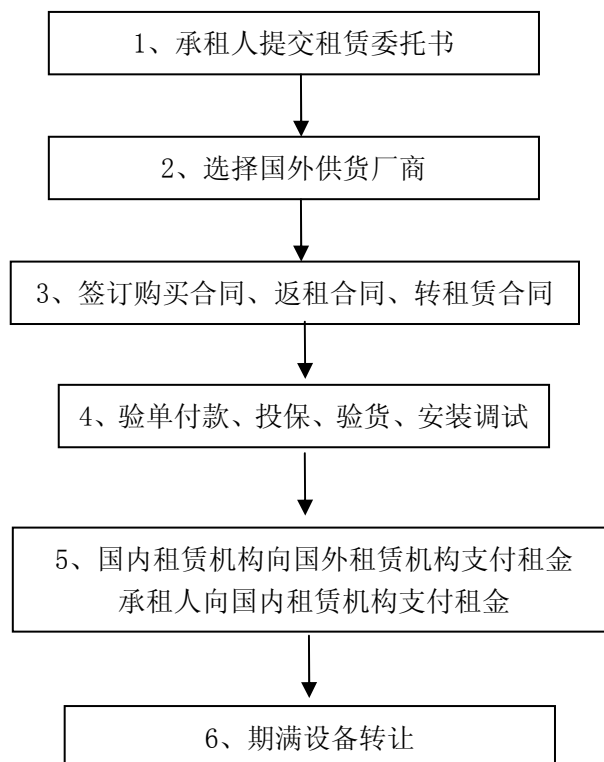 1、承租人提交租赁委托书
2、选择国外供货厂商
3、签订购买合同、返租合同、转租赁合同
4、验单付款、投保、验货、安装调试
5、国内租赁机构向国外租赁机构支付租金
承租人向国内租赁机构支付租金
6、期满设备转让